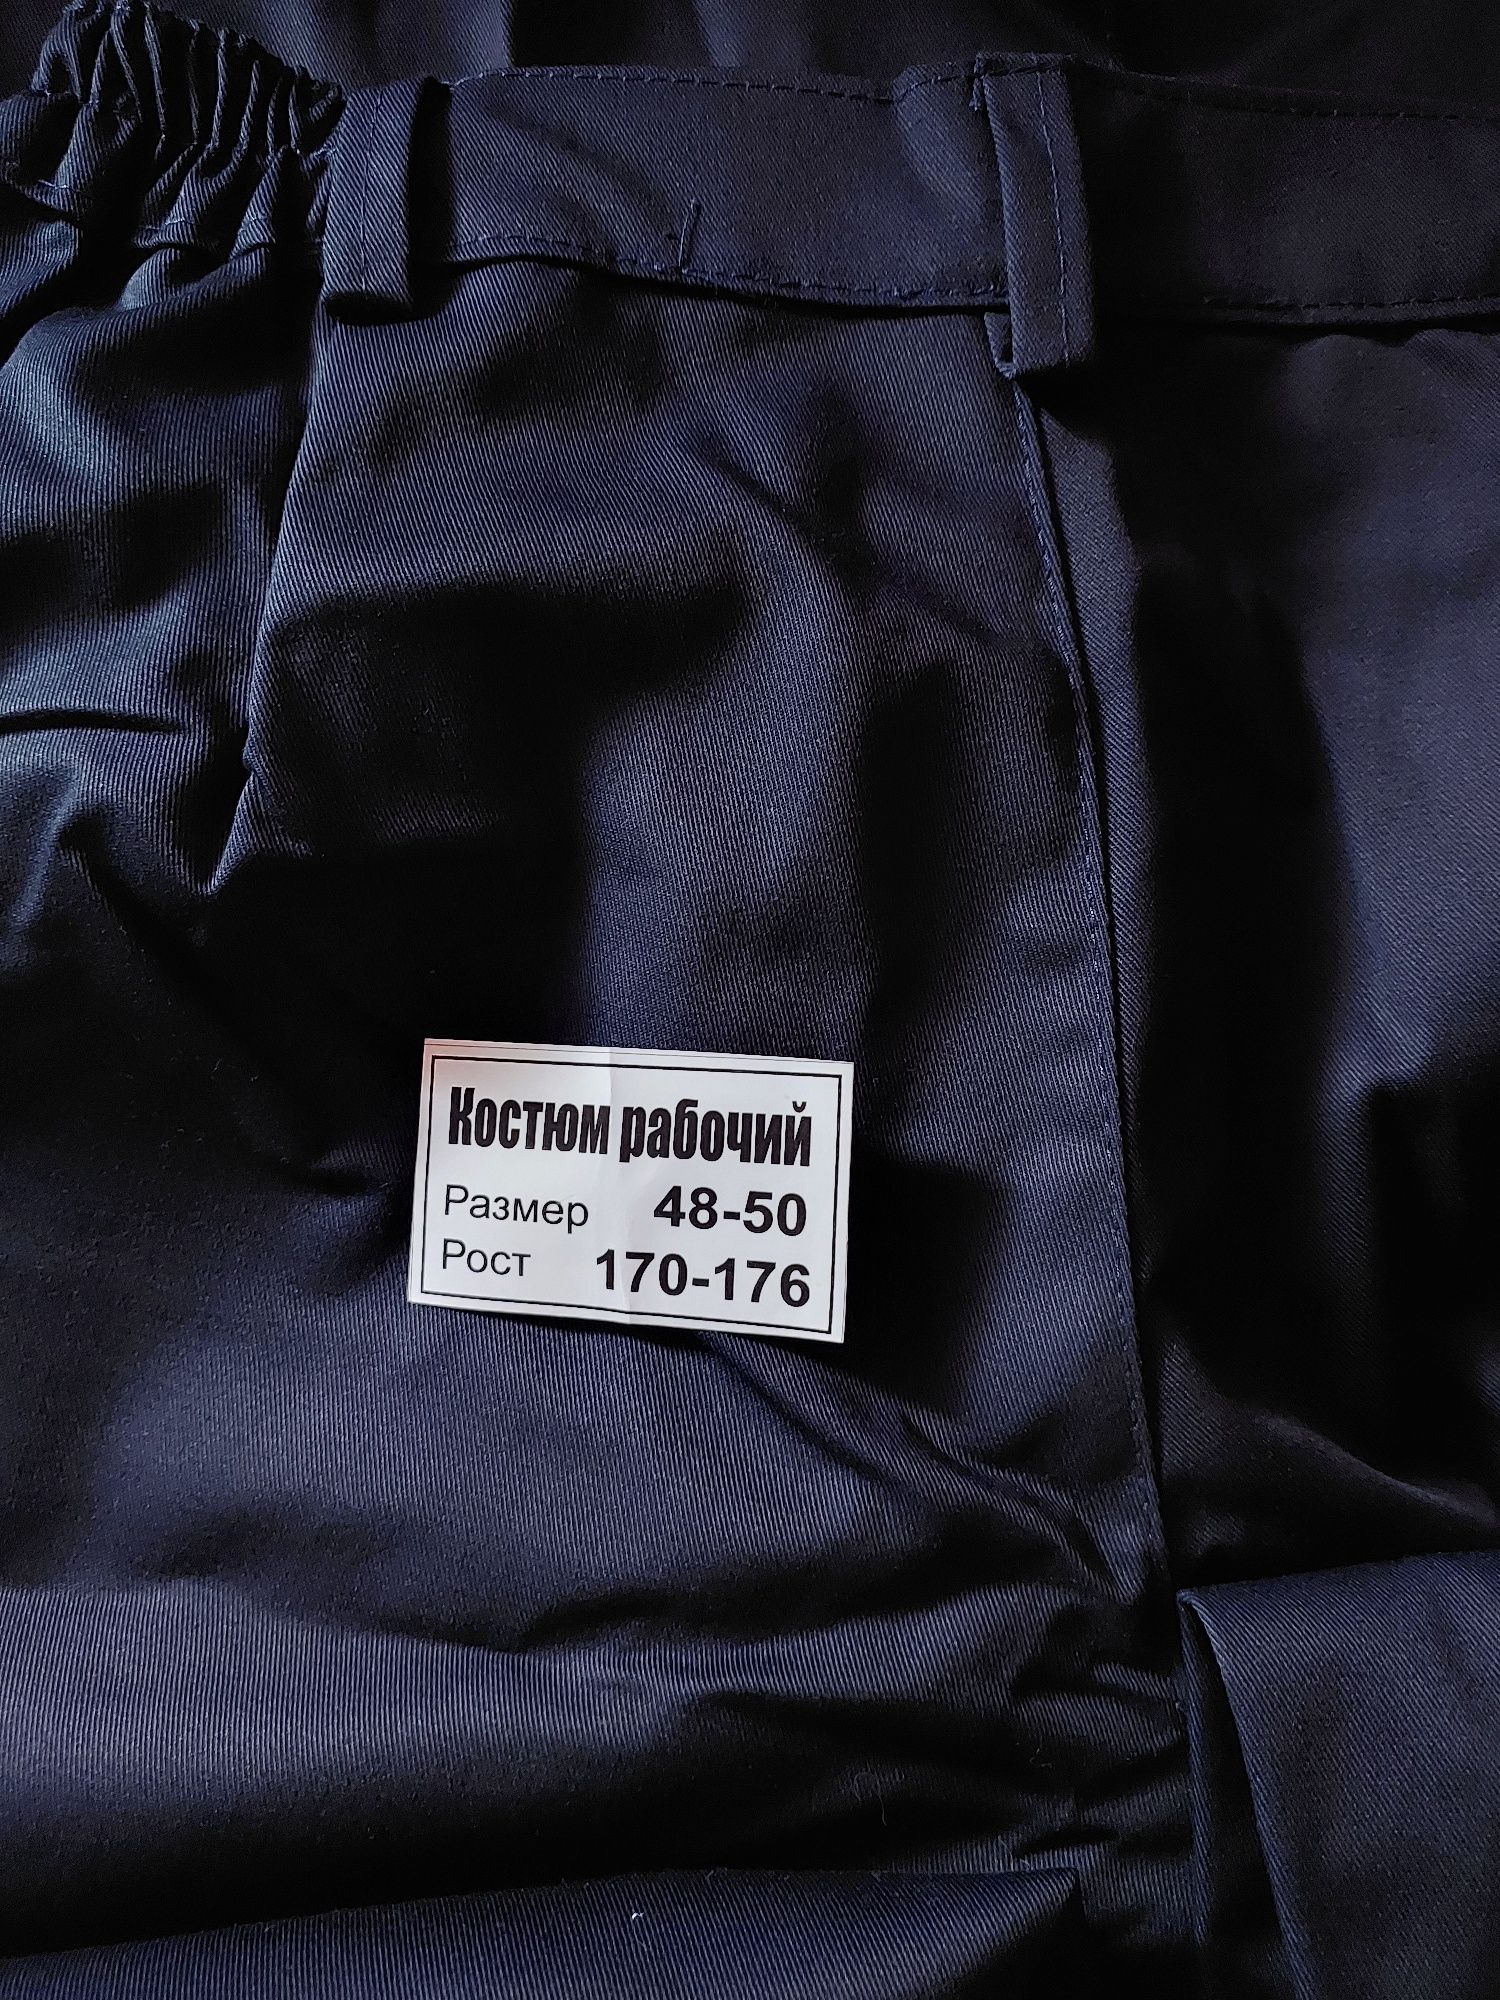 Костюм рабочий
Размер 48-50
Рост 170-176